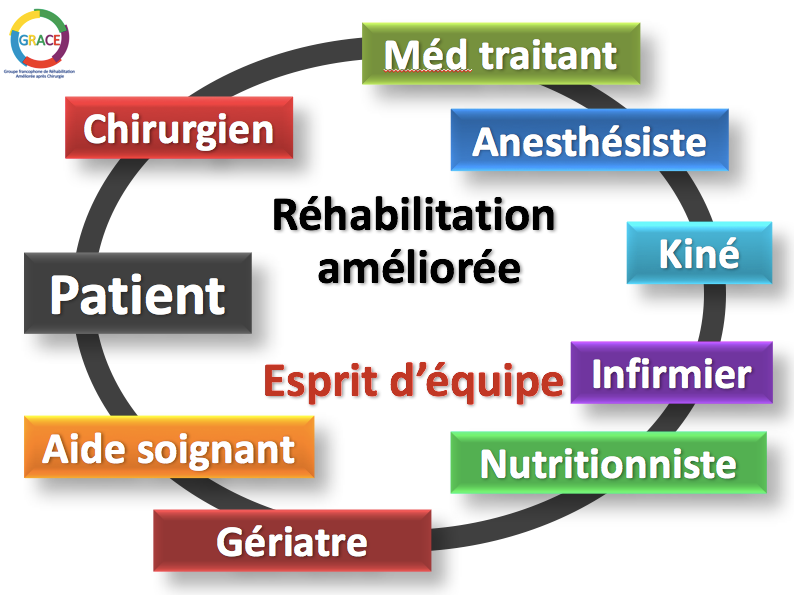 GRACE
Groupe francophone de Réhabilitation
Améliorée après Chirurgie
Méd traitant
Chirurgien
Anesthésiste
Réhabilitation
améliorée
Kiné
Patient
Esprit d’équipe
Infirmier
Aide soignant
Nutritionniste
Gériatre